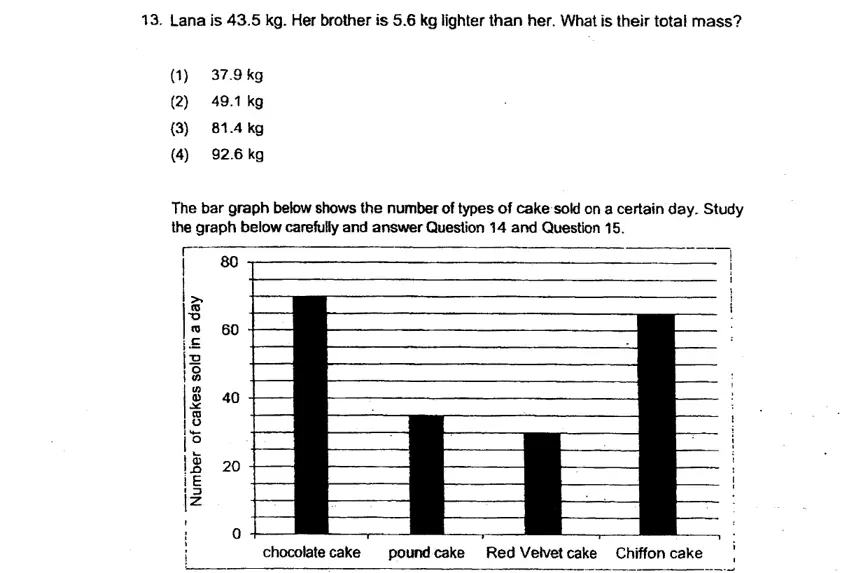 13. Lana is 43.5 kg. Her brother is 5.6 kg lighter than her. What is their total mass?
(1) 37.9 kg
(2) 49.1 kg
(3) 81.4 kg
(4) 92.6 kg
The bar graph below shows the number of types of cake sold on a certain day. Study
the graph below carefully and answer Question 14 and Question 15.
Number of cakes sold in a day
80
60
40
20
0
chocolate cake pound cake Red Velvet cake Chiffon cake